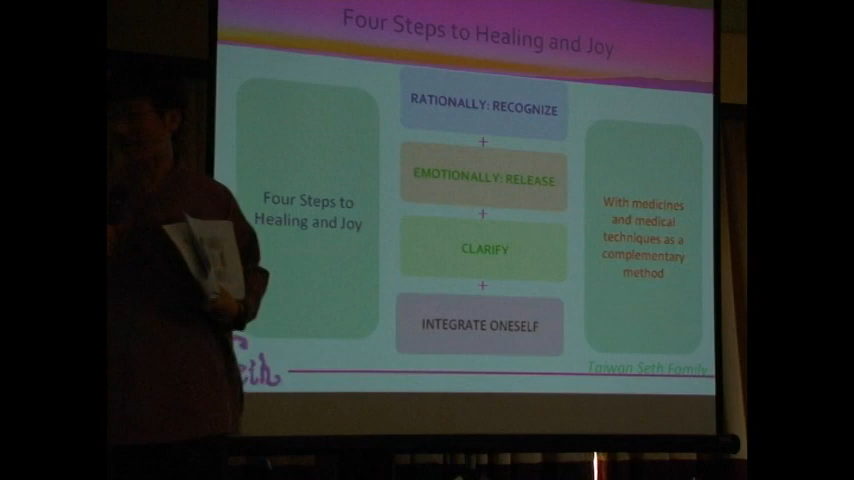 Four Steps to Healing and Joy
Four Steps to
Healing and Joy
RATIONALLY: RECOGNIZE
+
EMOTIONALLY: RELEASE
+
CLARIFY
+
INTEGRATE ONESELF
With medicines
and medical
techniques as a
complementary
method
Seth
Taiwan Seth Family